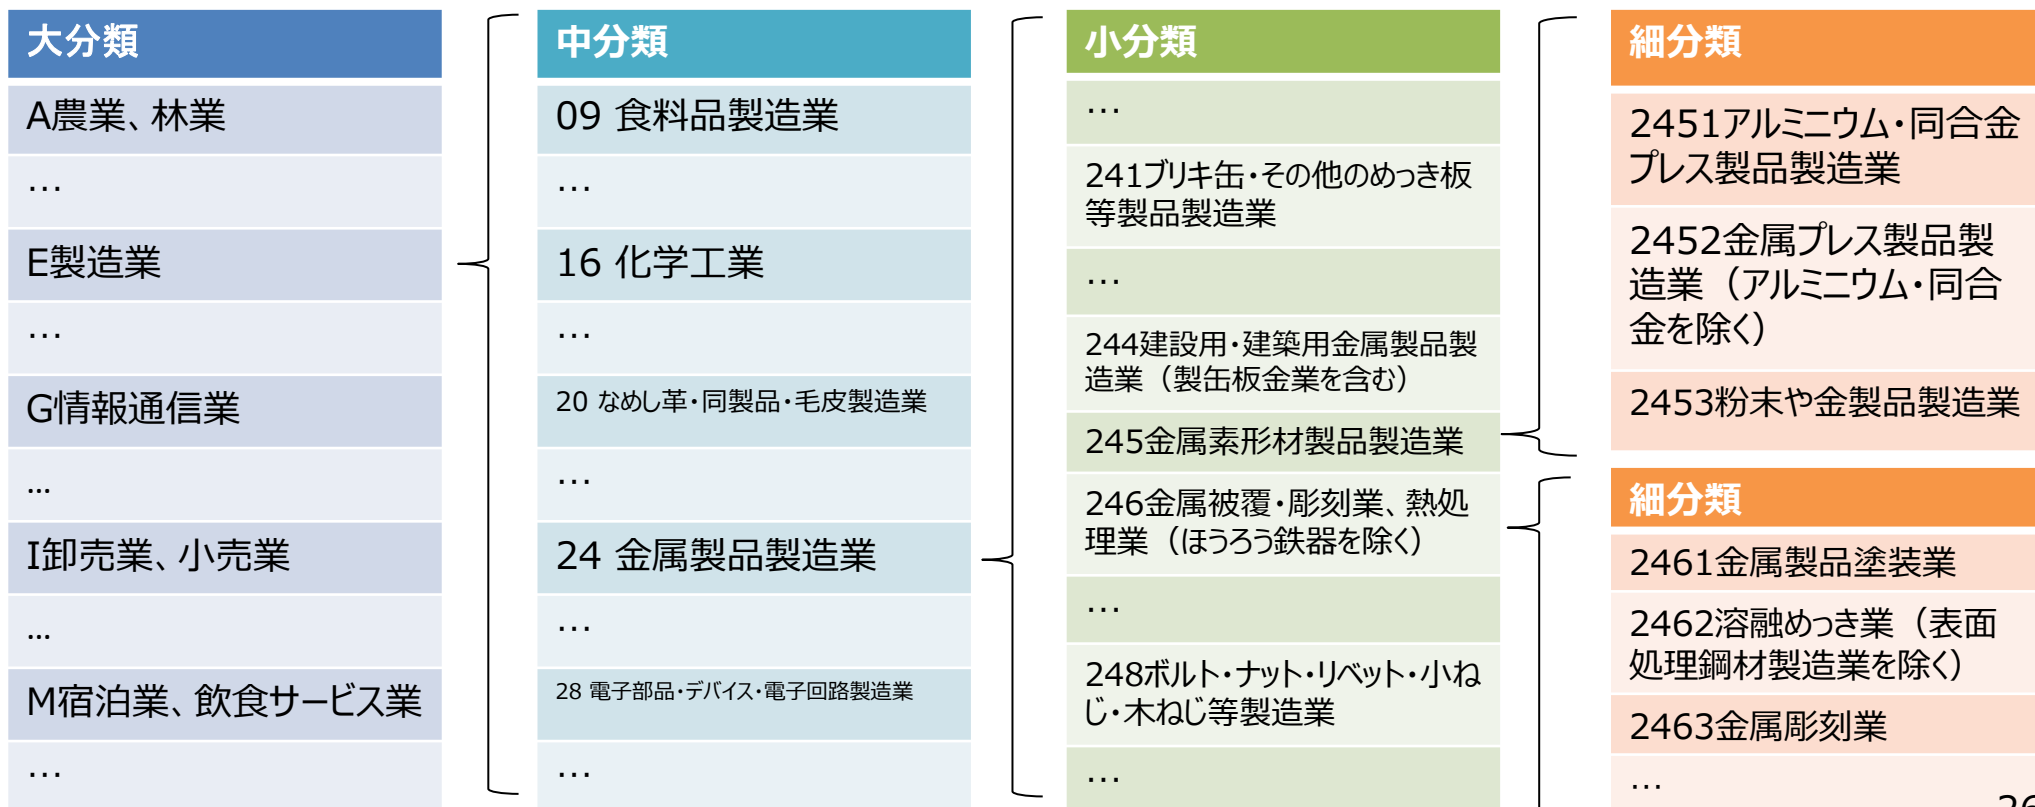 大分類
A農業、林業
…
E製造業
…
G情報通信業
...
I卸売業、小売業
...
M宿泊業、飲食サービス業
…
中分類
09 食料品製造業
…
16 化学工業
…
20 なめし革・同製品・毛皮製造業
…
24 金属製品製造業
…
28 電子部品・デバイス・電子回路製造業
…
小分類
…
241ブリキ缶・その他のめっき板
等製品製造業
…
244建設用・建築用金属製品製
造業（製缶板金業を含む）
245金属素形材製品製造業
246金属被覆・彫刻業、熱処
理業（ほうろう鉄器を除く）
…
248ボルト・ナット・リベット・小ね
じ・木ねじ等製造業
…
細分類
2451アルミニウム・同合金
プレス製品製造業
2452金属プレス製品製
造業（アルミニウム・同合
金を除く）
2453粉末や金製品製造業
細分類
2461金属製品塗装業
2462溶融めっき業（表面
処理鋼材製造業を除く）
2463金属彫刻業
…